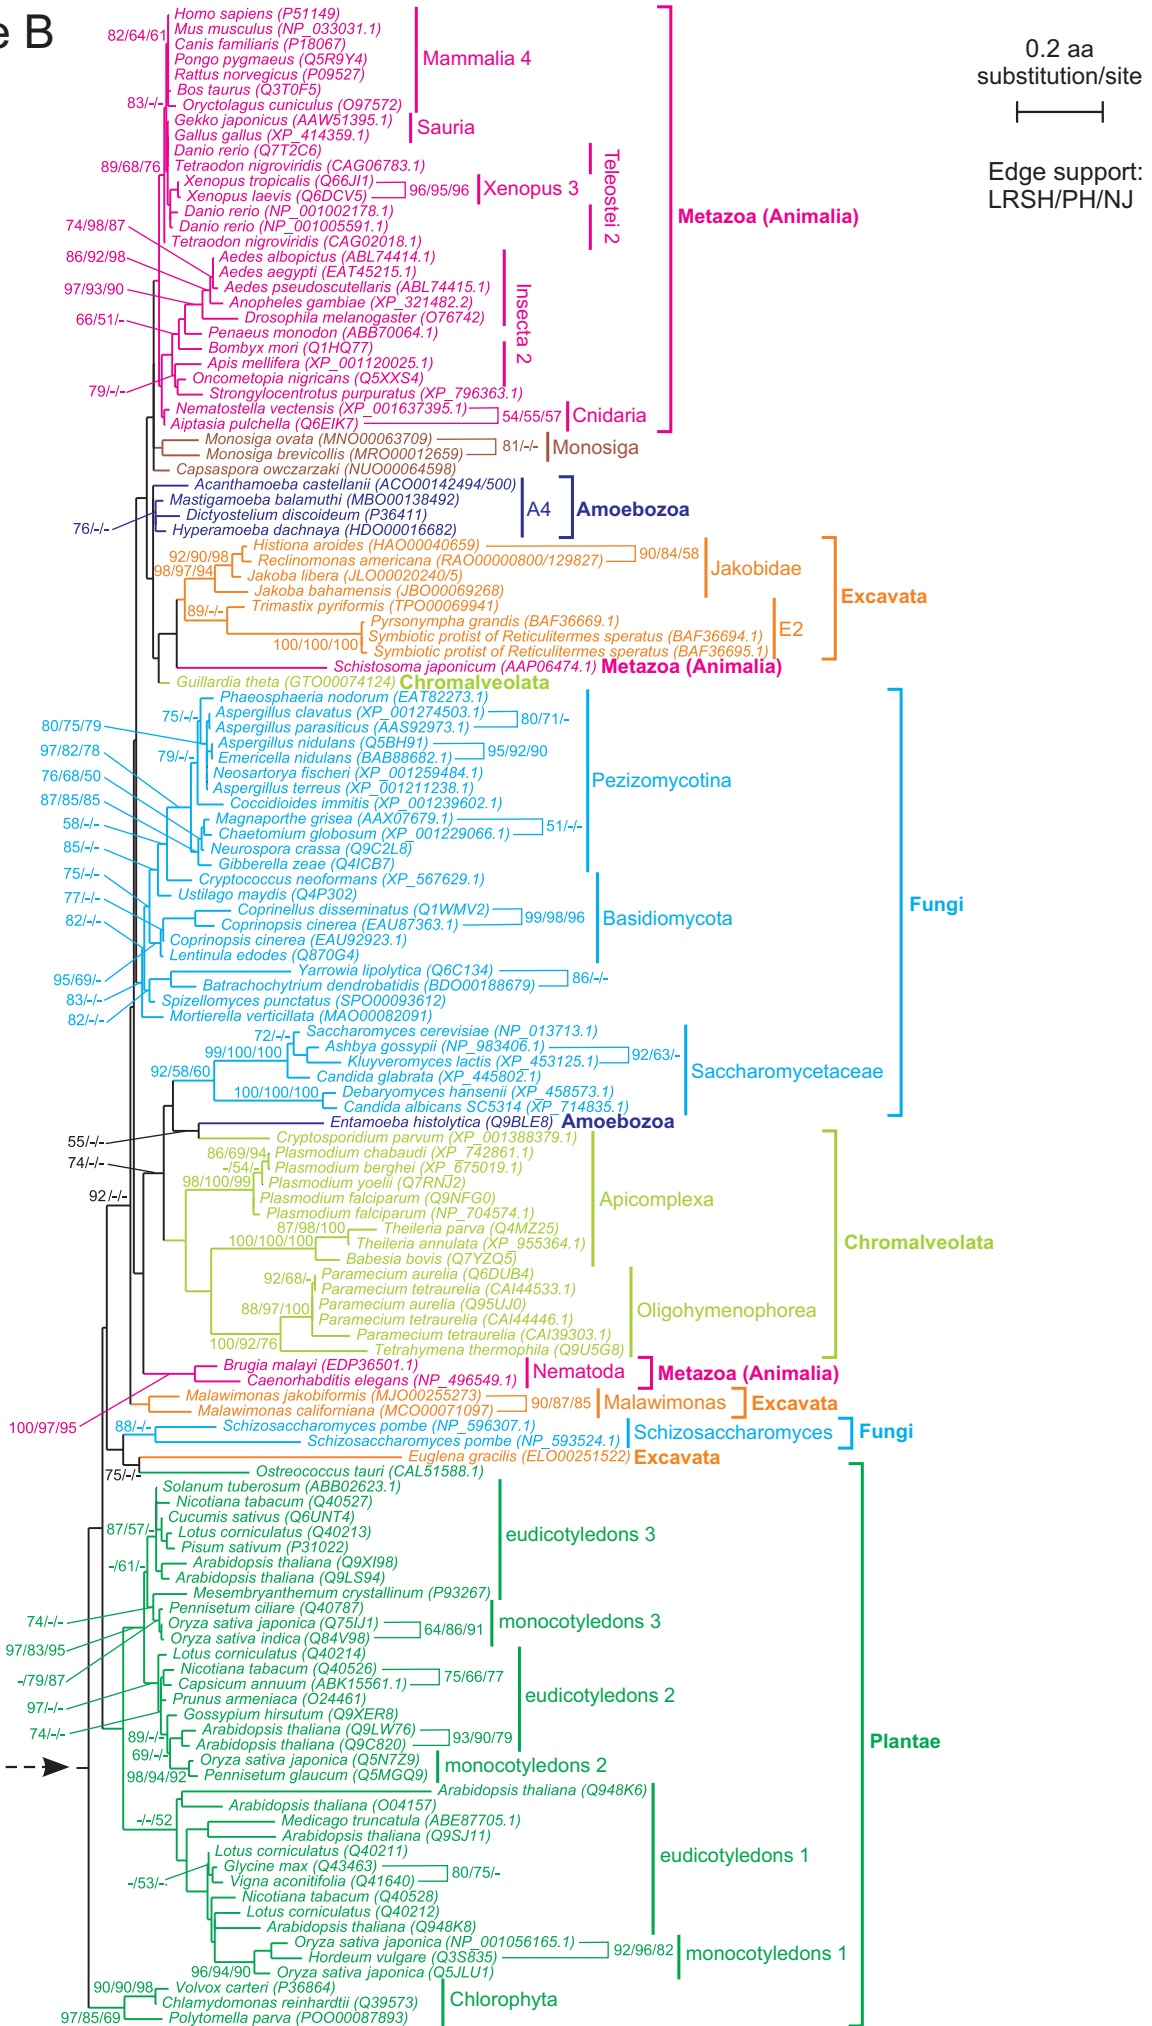 e B
0.2 aa
substitution/site
Edge support:
LRSH/PH/NJ
Homo sapiens (P51149)
Mus musculus (NP_033031.1)
82/64/61
Canis familiaris (P18067)
Pongo pygmaeus (Q5R9Y4)
Mammalia 4
Rattus norvegicus (P09527)
Bos taurus (Q3T0F5)
83/-/-
Oryctolagus cuniculus (O97572)
Gekko japonicus (AAW51395.1)
Sauria
Gallus gallus (XP_414359.1)
Danio rerio (Q7T2C6)
89/68/76
Tetraodon nigroviridis (CAG06783.1)
Xenopus tropicalis (Q66JI1)
96/95/96
Xenopus 3
Xenopus laevis (Q6DCV5)
Teleostei 2
Danio rerio (NP_001002178.1)
Metazoa (Animalia)
74/98/87
Danio rerio (NP_001005591.1)
Tetraodon nigroviridis (CAG02018.1)
86/92/98
Aedes albopictus (ABL74414.1)
Aedes aegypti (EAT45215.1)
97/93/90
Aedes pseudoscutellaris (ABL74415.1)
Anopheles gambiae (XP_321482.2)
66/51/-
Drosophila melanogaster (O76742)
Insecta 2
Penaeus monodon (ABB70064.1)
Bombyx mori (Q1HQ77)
Apis mellifera (XP_001120025.1)
Oncometopia nigricans (Q5XXS4)
79/-/-
Strongylocentrotus purpuratus (XP_796363.1)
Nematostella vectensis (XP_001637395.1)
54/55/57
Cnidaria
Aiptasia pulchella (Q6EIK7)
Monosiga ovata (MNO00063709)
81/-/-
Monosiga
Monosiga brevicollis (MRO00012659)
Capsaspora owczarzaki (NUO00064598)
Acanthamoeba castellanii (ACO00142494/500)
Mastigamoeba balamuthi (MBO00138492)
A4
Amoebozoa
Dictyostelium discoideum (P36411)
76/-/-
Hyperamoeba dachnaya (HDO00016682)
Histiona aroides (HAO00040659)
90/84/58
92/90/98
Reclinomonas americana (RAO00000800/129827)
98/97/94
Jakoba libera (JLO00020240/5)
Jakobidae
Jakoba bahamensis (JBO00069268)
Excavata
89/-/-
Trimastix pyriformis (TPO00069941)
Pyrsonympha grandis (BAF36669.1)
E2
100/100/100
Symbiotic protist of Reticulitermes speratus (BAF36694.1)
Symbiotic protist of Reticulitermes speratus (BAF36695.1)
Schistosoma japonicum (AAP06474.1) Metazoa (Animalia)
Guillardia theta (GTO00074124) Chromalveolata
Phaeosphaeria nodorum (EAT82273.1)
75/-/-
Aspergillus clavatus (XP_001274503.1)
80/71/-
80/75/79
Aspergillus parasiticus (AAS92973.1)
Aspergillus nidulans (Q5BH91)
95/92/90
97/82/78
79/-/-
Emericella nidulans (BAB88682.1)
76/68/50
Neosartorya fischeri (XP_001259484.1)
Pezizomycotina
Aspergillus terreus (XP_001211238.1)
87/85/85
Coccidioides immitis (XP_001239602.1)
58/-/-
Magnaporthe grisea (AAX07679.1)
51/-/-
Chaetomium globosum (XP_001229066.1)
85/-/-
Neurospora crassa (Q9C2L8)
Gibberella zeae (Q4ICB7)
75/-/-
Cryptococcus neoformans (XP_567629.1)
77/-/-
Ustilago maydis (Q4P302)
Fungi
82/-/-
Coprinellus disseminatus (Q1WMV2)
99/98/96
Basidiomycota
Coprinopsis cinerea (EAU87363.1)
Coprinopsis cinerea (EAU92923.1)
Lentinula edodes (Q870G4)
95/69/-
Yarrowia lipolytica (Q6C134)
86/-/-
Batrachochytrium dendrobatidis (BDO00188679)
83/-/-
Spizellomyces punctatus (SPO00093612)
82/-/-
Mortierella verticillata (MAO00082091)
72/-/-
Saccharomyces cerevisiae (NP_013713.1)
99/100/100
Ashbya gossypii (NP_983406.1)
92/63/-
Kluyveromyces lactis (XP_453125.1)
92/58/60
Candida glabrata (XP_445802.1)
Saccharomycetaceae
100/100/100
Debaryomyces hansenii (XP_458573.1)
Candida albicans SC5314 (XP_714835.1)
Entamoeba histolytica (Q9BLE8) Amoebozoa
55/-/-
Cryptosporidium parvum (XP_001388379.1)
74/-/-
86/69/94
Plasmodium chabaudi (XP_742861.1)
-/54/-
Plasmodium berghei (XP_675019.1)
98/100/99
Plasmodium yoelii (Q7RNJ2)
92/-/-
Plasmodium falciparum (Q9NFG0)
Apicomplexa
Plasmodium falciparum (NP_704574.1)
87/98/100
Theileria parva (Q4MZ25)
100/100/100
Theileria annulata (XP_955364.1)
Chromalveolata
Babesia bovis (Q7YZQ5)
92/68/-
Paramecium aurelia (Q6DUB4)
Paramecium tetraurelia (CAI44533.1)
88/97/100
Paramecium aurelia (Q95UJ0)
Oligohymenophorea
Paramecium tetraurelia (CAI44446.1)
Paramecium tetraurelia (CAI39303.1)
100/92/76
Tetrahymena thermophila (Q9U5G8)
Brugia malayi (EDP36501.1)
Nematoda
Metazoa (Animalia)
Caenorhabditis elegans (NP_496549.1)
Malawimonas jakobiformis (MJO00255273)
90/87/85
Malawimonas
Excavata
Malawimonas californiana (MCO00071097)
100/97/95
88/-/-
Schizosaccharomyces pombe (NP_596307.1)
Schizosaccharomyces
Fungi
Schizosaccharomyces pombe (NP_593524.1)
Euglena gracilis (ELO00251522) Excavata
75/-/-
Ostreococcus tauri (CAL51588.1)
Solanum tuberosum (ABB02623.1)
Nicotiana tabacum (Q40527)
Cucumis sativus (Q6UNT4)
87/57/-
Lotus corniculatus (Q40213)
eudicotyledons 3
Pisum sativum (P31022)
-/61/-
Arabidopsis thaliana (Q9XI98)
Arabidopsis thaliana (Q9LS94)
Mesembryanthemum crystallinum (P93267)
74/-/-
Pennisetum ciliare (Q40787)
Oryza sativa japonica (Q75IJ1)
64/86/91
monocotyledons 3
97/83/95
Oryza sativa indica (Q84V98)
Lotus corniculatus (Q40214)
-/79/87
Nicotiana tabacum (Q40526)
75/66/77
Capsicum annuum (ABK15561.1)
97/-/-
Prunus armeniaca (O24461)
eudicotyledons 2
Gossypium hirsutum (Q9XER8)
74/-/-
89/-/-
Arabidopsis thaliana (Q9LW76)
93/90/79
69/-/-
Arabidopsis thaliana (Q9C820)
Plantae
Oryza sativa japonica (Q5N7Z9)
monocotyledons 2
98/94/92
Pennisetum glaucum (Q5MGQ9)
Arabidopsis thaliana (Q948K6)
Arabidopsis thaliana (O04157)
-/-/52
Medicago truncatula (ABE87705.1)
Arabidopsis thaliana (Q9SJ11)
Lotus corniculatus (Q40211)
eudicotyledons 1
Glycine max (Q43463)
80/75/-
-/53/-
Vigna aconitifolia (Q41640)
Nicotiana tabacum (Q40528)
Lotus corniculatus (Q40212)
Arabidopsis thaliana (Q948K8)
Oryza sativa japonica (NP_001056165.1)
92/96/82
monocotyledons 1
Hordeum vulgare (Q3S835)
96/94/90
Oryza sativa japonica (Q5JLU1)
90/90/98
Volvox carteri (P36864)
Chlamydomonas reinhardtii (Q39573)
Chlorophyta
97/85/69
Polytomella parva (POO00087893)